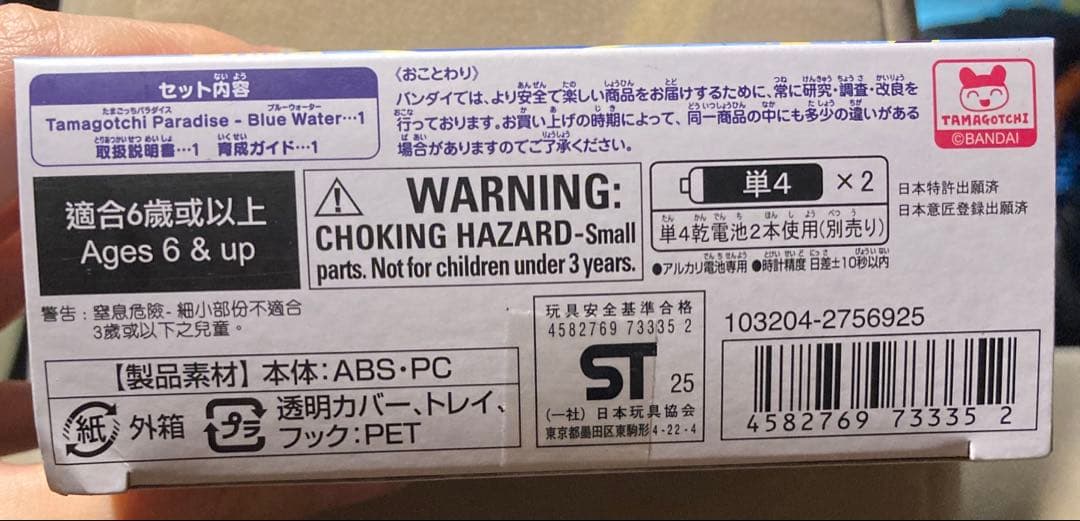 セット内容
Tamagotchi Paradise - Blue Water…1
取扱説明書…1 育成ガイド…1
〈おことわり〉
バンダイでは、より安全で楽しい商品をお届けするために、常に研究・調査・改良を
行っております。お買い上げの時期によって、同一商品の中にも多少の違いがある
場合がありますのでご了承ください。
TAMAGOTCHI
©BANDAI
適合6歲或以上
Ages 6 & up
WARNING:
CHOKING HAZARD-Small
parts. Not for children under 3 years.
単4 ×2
単4乾電池2本使用(別売り)
●アルカリ電池専用 ●時計精度 日差±10秒以内
日本特許出願済
日本意匠登録出願済
警告：窒息危險-細小部份不適合
3歲或以下之兒童。
【製品素材】本体：ABS・PC
紙 外箱 プラ 透明カバー、トレイ、
フック：PET
玩具安全基準合格
4582769 73335 2
ST 25
(一社) 日本玩具協会
東京都墨田区東駒形4-22-4
103204-2756925
4582769 73335 2